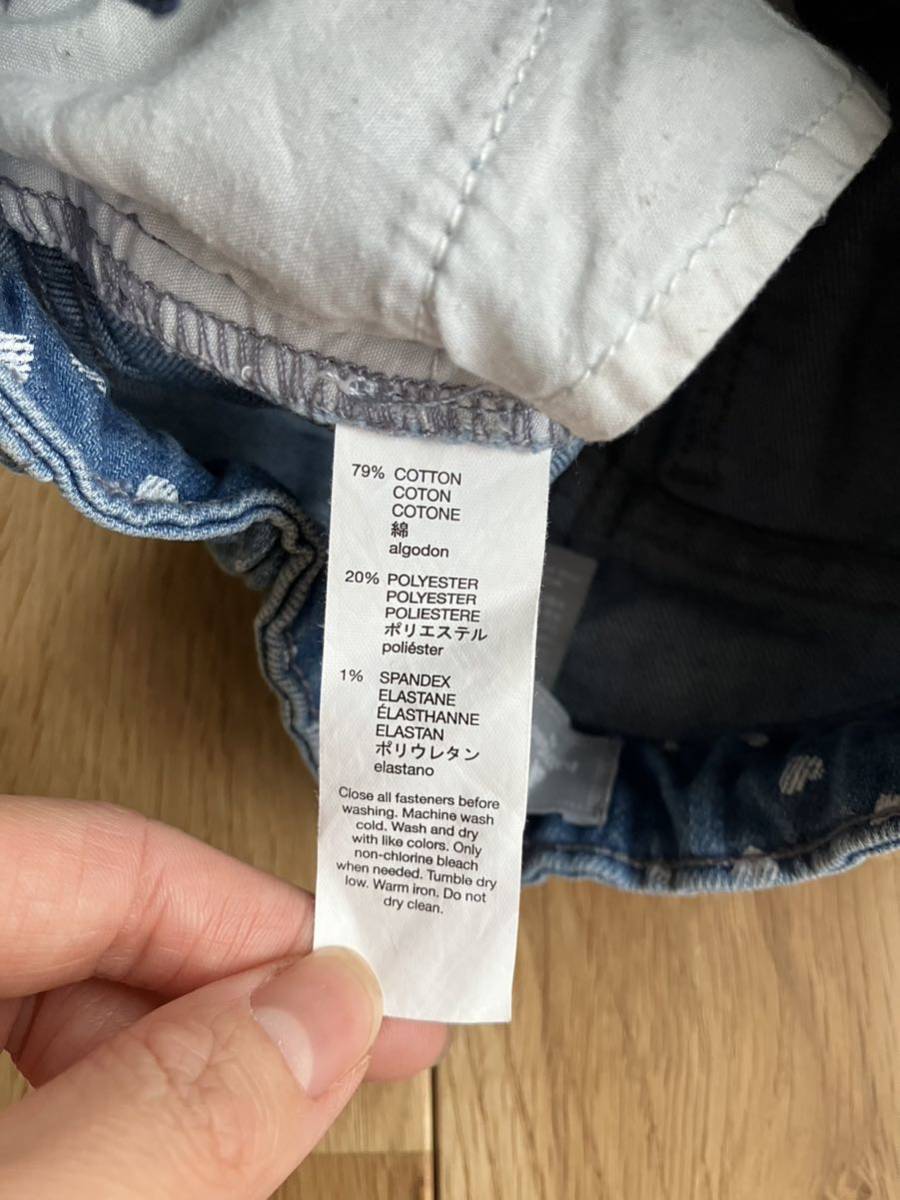 79% COTTON
COTON
COTONE
綿
algodon
20% POLYESTER
POLYESTER
POLIESTERE
ポリエステル
poliéster
1% SPANDEX
ELASTANE
ÉLASTHANNE
ELASTAN
ポリウレタン
elastano
Close all fasteners before
washing. Machine wash
cold. Wash and dry
with like colors. Only
non-chlorine bleach
when needed. Tumble dry
low. Warm iron. Do not
dry clean.